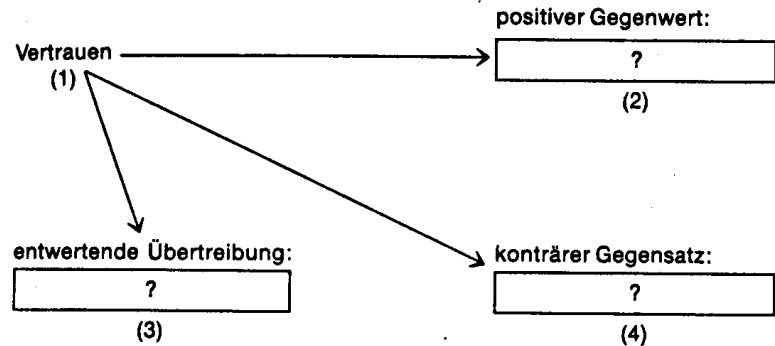 positiver Gegenwert:
Vertrauen
(1)
?
(2)
entwertende Übertreibung:
?
(3)
konträrer Gegensatz:
?
(4)